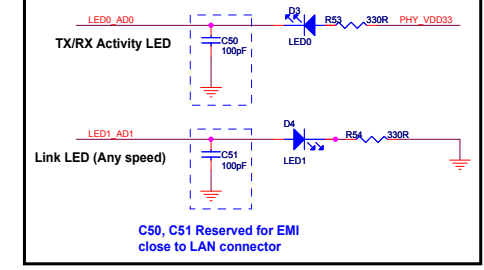 D3
LED0_AD0
R53
330R
PHY_VDD33
TX/RX Activity LED
C50
100pF
LED0
D4
LED1_AD1
R54
330R
Link LED (Any speed)
C51
100pF
LED1
C50, C51 Reserved for EMI
close to LAN connector